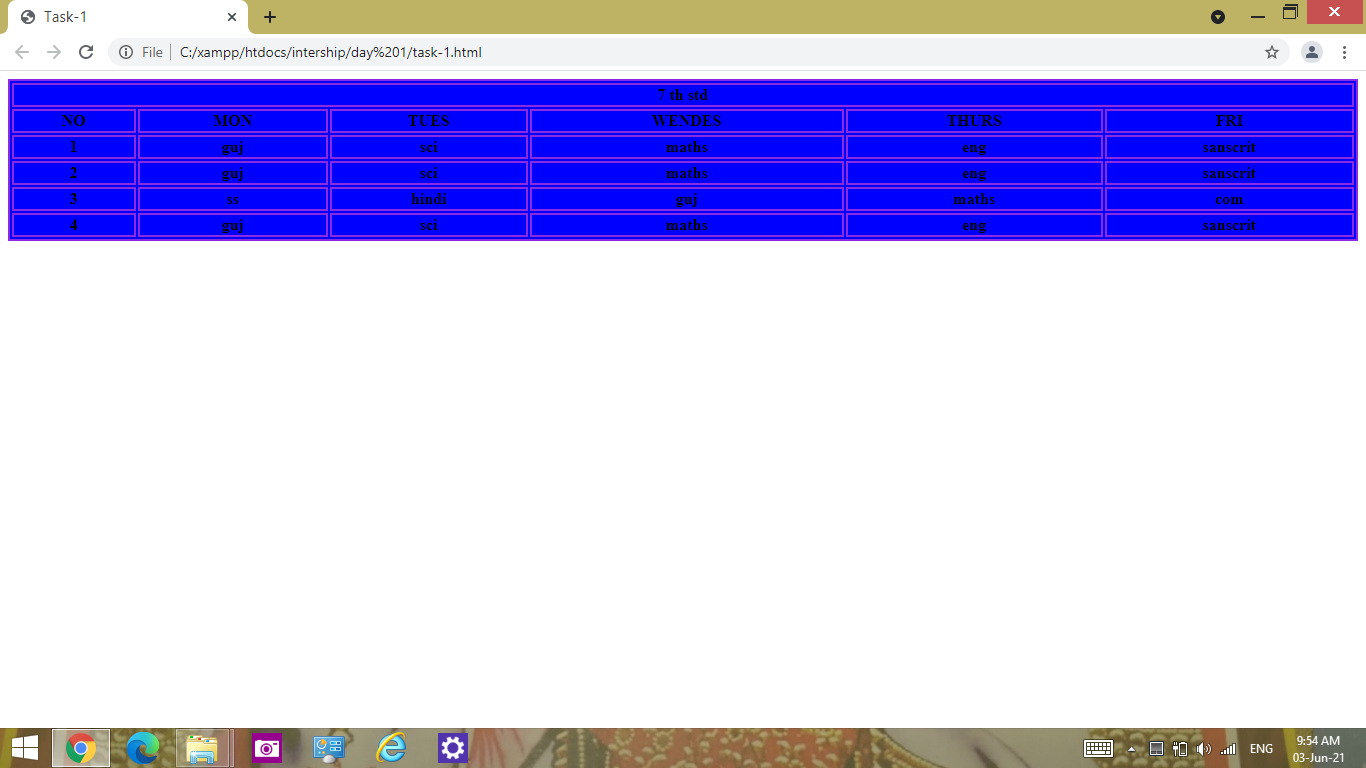 Task-1
File C:/xampp/htdocs/intership/day%201/task-1.html
7 th std
NO MON TUES WENDES THURS FRI
1 guj sci maths eng sanscrit
2 guj sci maths eng sanscrit
3 ss hindi guj maths com
4 guj sci maths eng sanscrit
ENG 9:54 AM
03-Jun-21